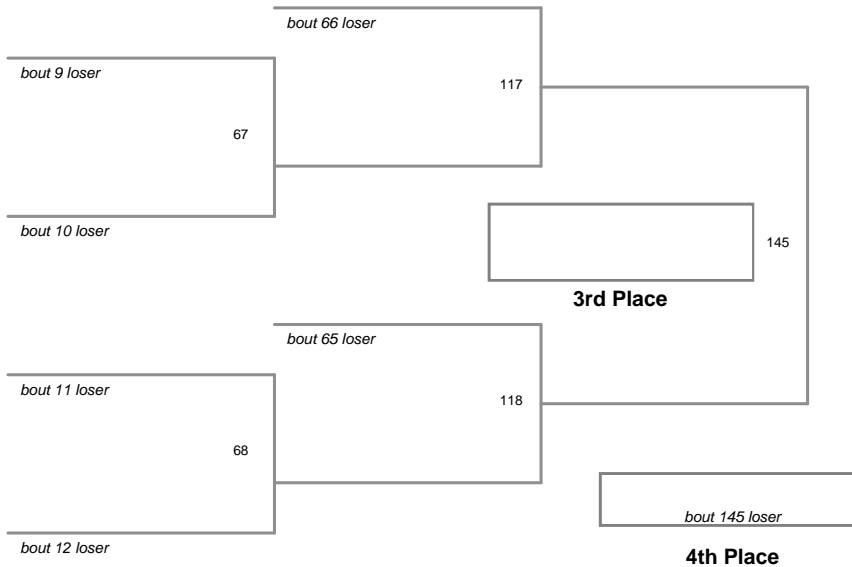 bout 66 loser
bout 9 loser
117
67
bout 10 loser
145
3rd Place
bout 65 loser
bout 11 loser
118
68
bout 145 loser
bout 12 loser
4th Place